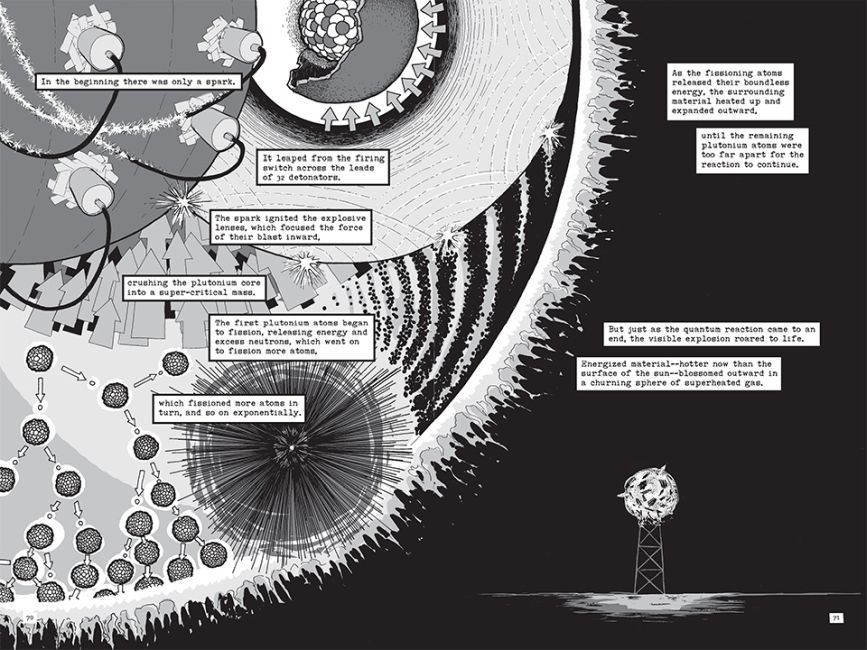 In the beginning there was only a spark.
It leaped from the firing
switch across the leads
of 32 detonators.
The spark ignited the explosive
lenses, which focused the force
of their blast inward,
crushing the plutonium core
into a super-critical mass.
The first plutonium atoms began
to fission, releasing energy and
excess neutrons, which went on
to fission more atoms,
which fissioned more atoms in
turn, and so on exponentially.
70
As the fissioning atoms
released their boundless
energy, the surrounding
material heated up and
expanded outward,
until the remaining
plutonium atoms were
too far apart for the
reaction to continue.
But just as the quantum reaction came to an
end, the visible explosion roared to life.
Energized material--hotter now than the
surface of the sun--blossomed outward in
a churning sphere of superheated gas.
71